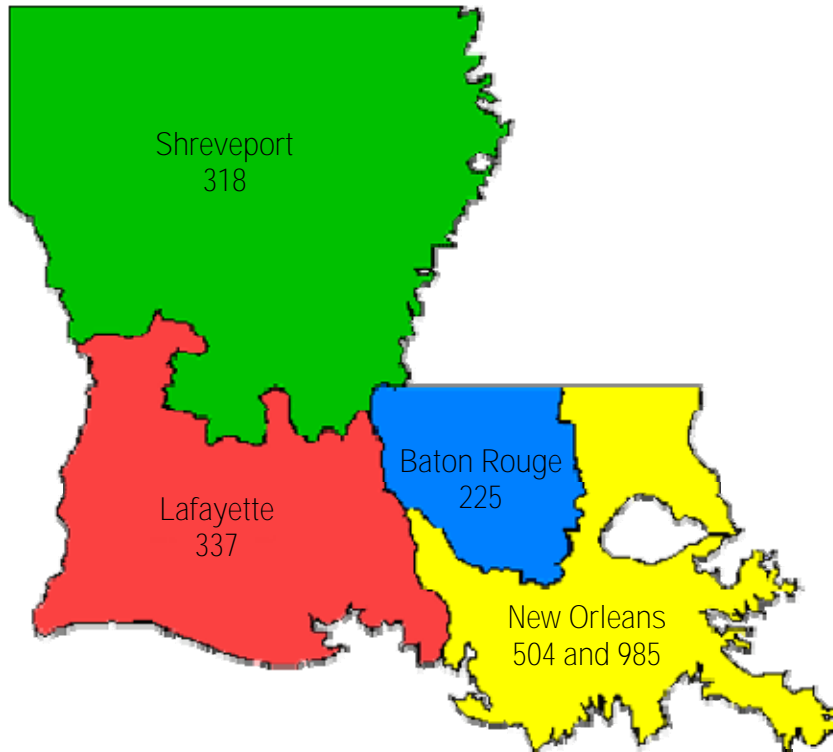 Shreveport
318
Baton Rouge
225
Lafayette
337
New Orleans
504 and 985